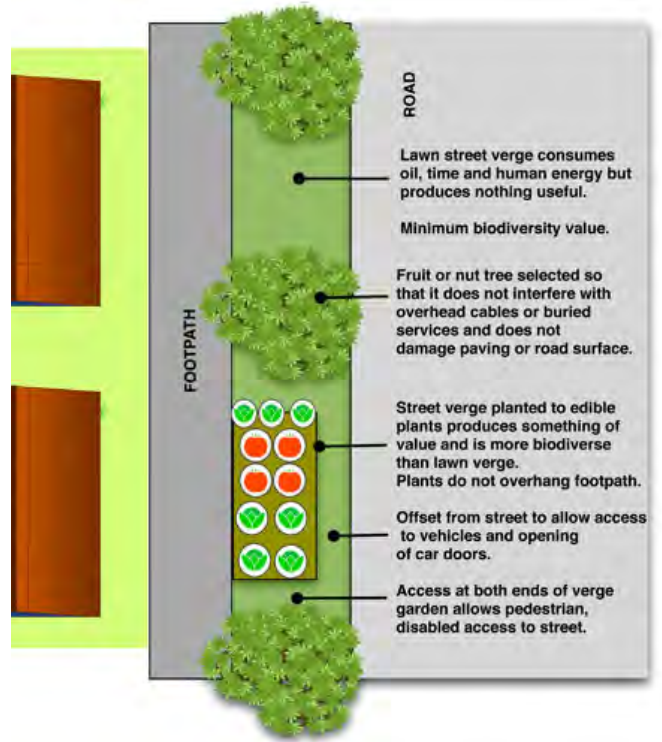 ROAD
Lawn street verge consumes
oil, time and human energy but
produces nothing useful.
Minimum biodiversity value.
Fruit or nut tree selected so
that it does not interfere with
overhead cables or buried
services and does not
damage paving or road surface.
FOOTPATH
Street verge planted to edible
plants produces something of
value and is more biodiverse
than lawn verge.
Plants do not overhang footpath.
Offset from street to allow access
to vehicles and opening
of car doors.
Access at both ends of verge
garden allows pedestrian,
disabled access to street.